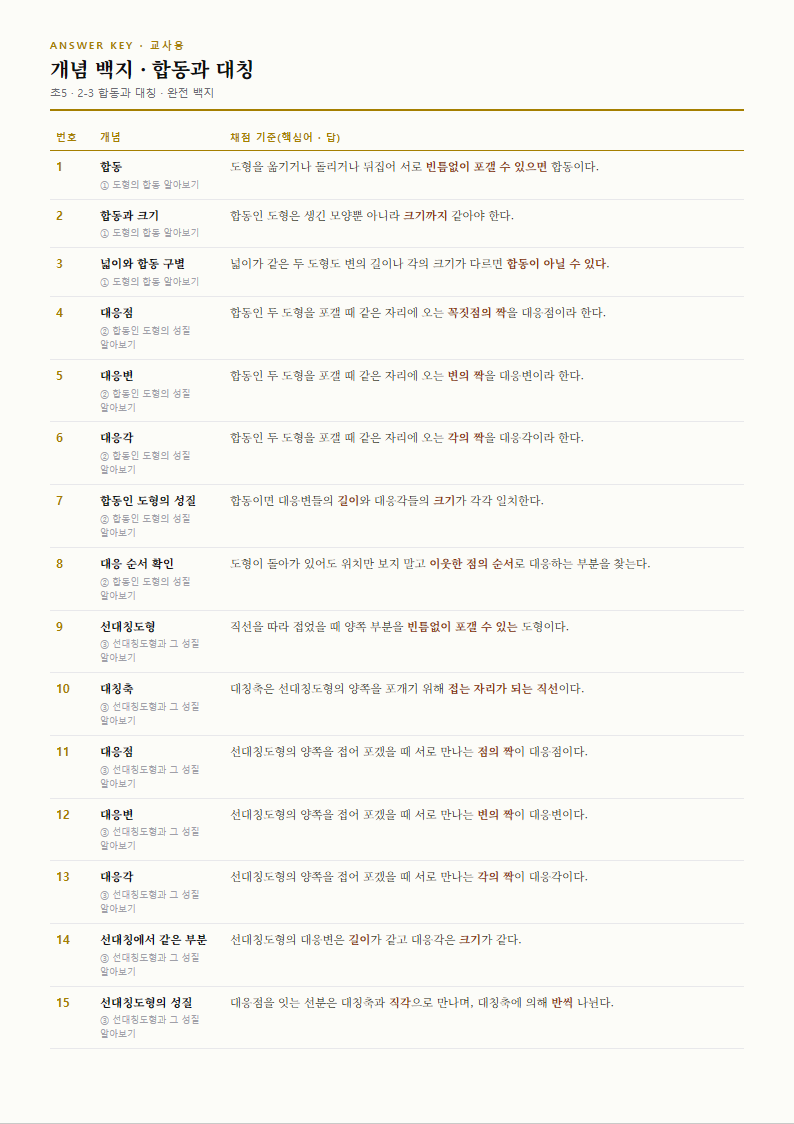 ANSWER KEY · 교사용
개념 백지 · 합동과 대칭
초5 · 2-3 합동과 대칭 · 완전 백지
번호 개념 채점 기준(핵심어 · 답)
1 합동 도형을 옮기거나 돌리거나 뒤집어 서로 빈틈없이 포갤 수 있으면 합동이다.
① 도형의 합동 알아보기
2 합동과 크기 합동인 도형은 생긴 모양뿐 아니라 크기까지 같아야 한다.
① 도형의 합동 알아보기
3 넓이와 합동 구별 넓이가 같은 두 도형도 변의 길이나 각의 크기가 다르면 합동이 아닐 수 있다.
① 도형의 합동 알아보기
4 대응점 합동인 두 도형을 포갤 때 같은 자리에 오는 꼭짓점의 짝을 대응점이라 한다.
② 합동인 도형의 성질
알아보기
5 대응변 합동인 두 도형을 포갤 때 같은 자리에 오는 변의 짝을 대응변이라 한다.
② 합동인 도형의 성질
알아보기
6 대응각 합동인 두 도형을 포갤 때 같은 자리에 오는 각의 짝을 대응각이라 한다.
② 합동인 도형의 성질
알아보기
7 합동인 도형의 성질 합동이면 대응변들의 길이와 대응각들의 크기가 각각 일치한다.
② 합동인 도형의 성질
알아보기
8 대응 순서 확인 도형이 돌아가 있어도 위치만 보지 말고 이웃한 점의 순서로 대응하는 부분을 찾는다.
② 합동인 도형의 성질
알아보기
9 선대칭도형 직선을 따라 접었을 때 양쪽 부분을 빈틈없이 포갤 수 있는 도형이다.
③ 선대칭도형과 그 성질
알아보기
10 대칭축 대칭축은 선대칭도형의 양쪽을 포개기 위해 접는 자리가 되는 직선이다.
③ 선대칭도형과 그 성질
알아보기
11 대응점 선대칭도형의 양쪽을 접어 포갰을 때 서로 만나는 점의 짝이 대응점이다.
③ 선대칭도형과 그 성질
알아보기
12 대응변 선대칭도형의 양쪽을 접어 포갰을 때 서로 만나는 변의 짝이 대응변이다.
③ 선대칭도형과 그 성질
알아보기
13 대응각 선대칭도형의 양쪽을 접어 포갰을 때 서로 만나는 각의 짝이 대응각이다.
③ 선대칭도형과 그 성질
알아보기
14 선대칭에서 같은 부분 선대칭도형의 대응변은 길이가 같고 대응각은 크기가 같다.
③ 선대칭도형과 그 성질
알아보기
15 선대칭도형의 성질 대응점을 잇는 선분은 대칭축과 직각으로 만나며, 대칭축에 의해 반씩 나뉜다.
③ 선대칭도형과 그 성질
알아보기